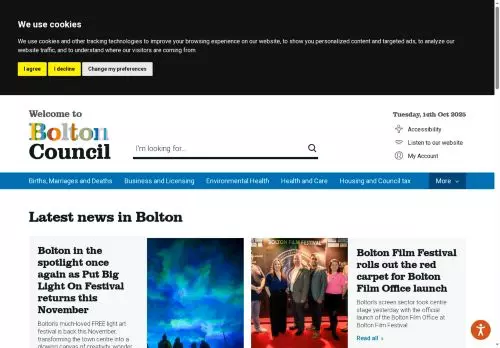 We use cookies
We use cookies and other tracking technologies to improve your browsing experience on our website, to show you personalized content and targeted ads, to analyze our
website traffic, and to understand where our visitors are coming from.
I agree
I decline
Change my preferences
Welcome to
Bolton
Council
I'm looking for...
Tuesday, 14th Oct 2025
Accessibility
Listen to our website
My Account
Births, Marriages and Deaths
Business and Licensing
Environmental Health
Health and Care
Housing and Council tax
More
Latest news in Bolton
Bolton in the
spotlight once
again as Put Big
Light On Festival
returns this
November
Bolton's much-loved FREE light art
festival is back this November,
transforming the town centre into
a glowing canvas of creativity, wonder
BOLTON FILM FESTIVAL
Bolton Film Festival
rolls out the red
carpet for Bolton
Film Office launch
Bolton's screen sector took centre
stage yesterday with the official
launch of the Bolton Film Office at
Bolton Film Festival
Read all